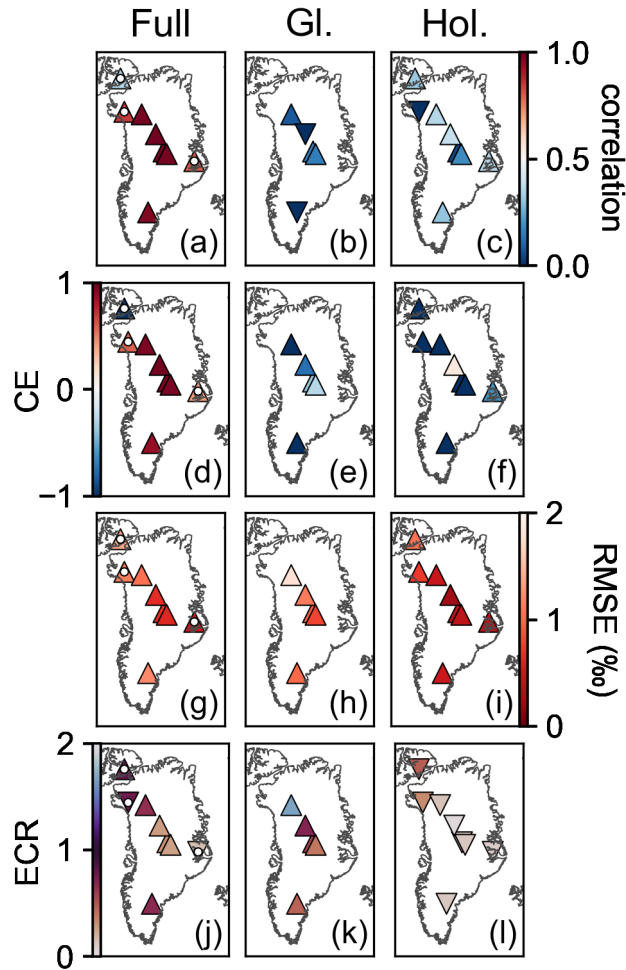 Full Gl. Hol.
1.0
0.5
0.0
correlation
(a) (b) (c)
1
0
−1
CE
(d) (e) (f)
2
1
0
RMSE (‰)
(g) (h) (i)
2
1
0
ECR
(j) (k) (l)